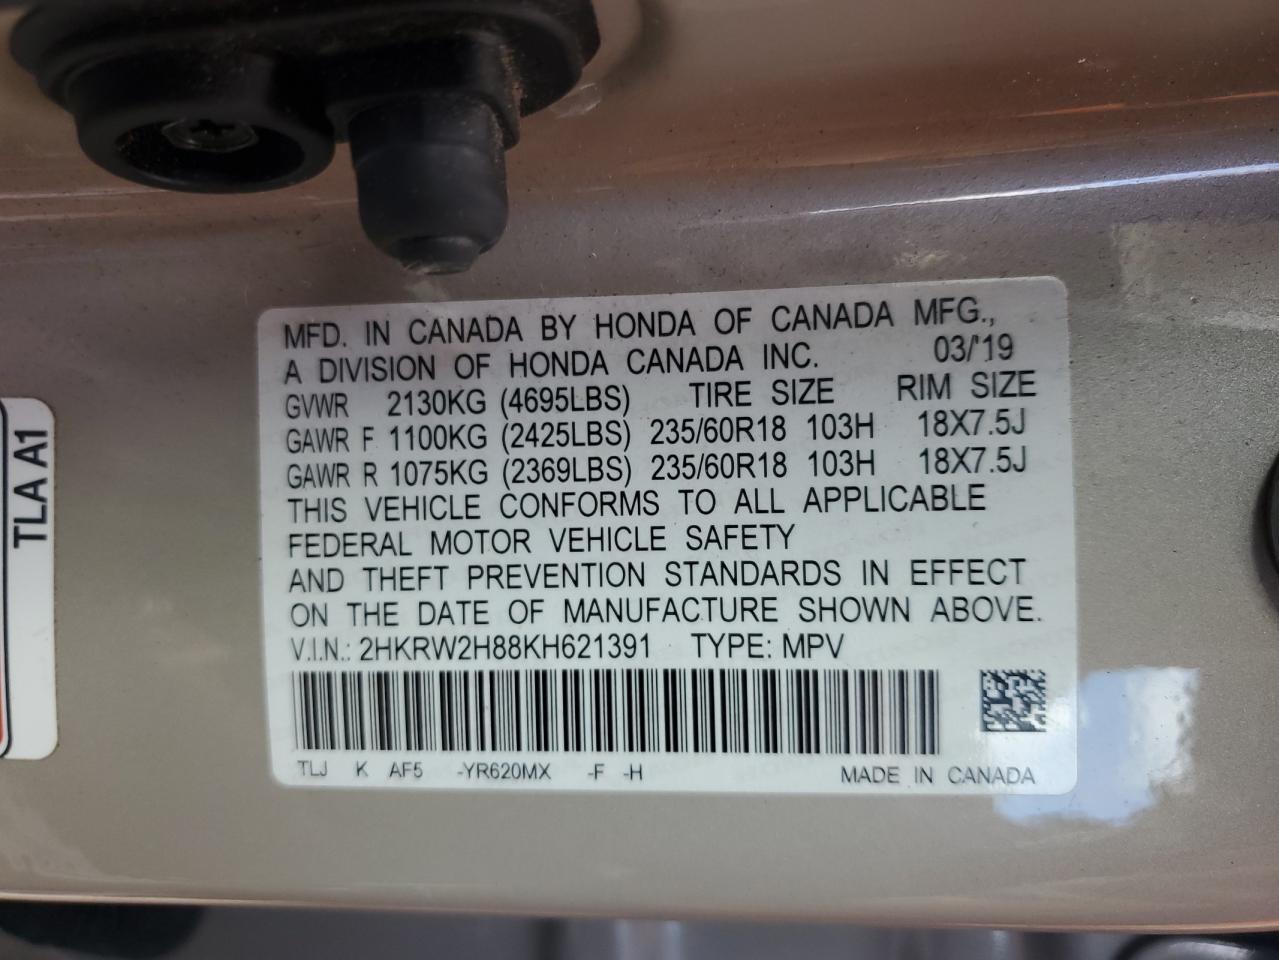 MFD. IN CANADA BY HONDA OF CANADA MFG.,
A DIVISION OF HONDA CANADA INC. 03/'19
GVWR 2130KG (4695LBS) TIRE SIZE RIM SIZE
GAWR F 1100KG (2425LBS) 235/60R18 103H 18X7.5J
GAWR R 1075KG (2369LBS) 235/60R18 103H 18X7.5J
THIS VEHICLE CONFORMS TO ALL APPLICABLE
FEDERAL MOTOR VEHICLE SAFETY
AND THEFT PREVENTION STANDARDS IN EFFECT
ON THE DATE OF MANUFACTURE SHOWN ABOVE.
V.I.N.: 2HKRW2H88KH621391 TYPE: MPV
TLJ K AF5 -YR620MX -F -H MADE IN CANADA
TLA A1